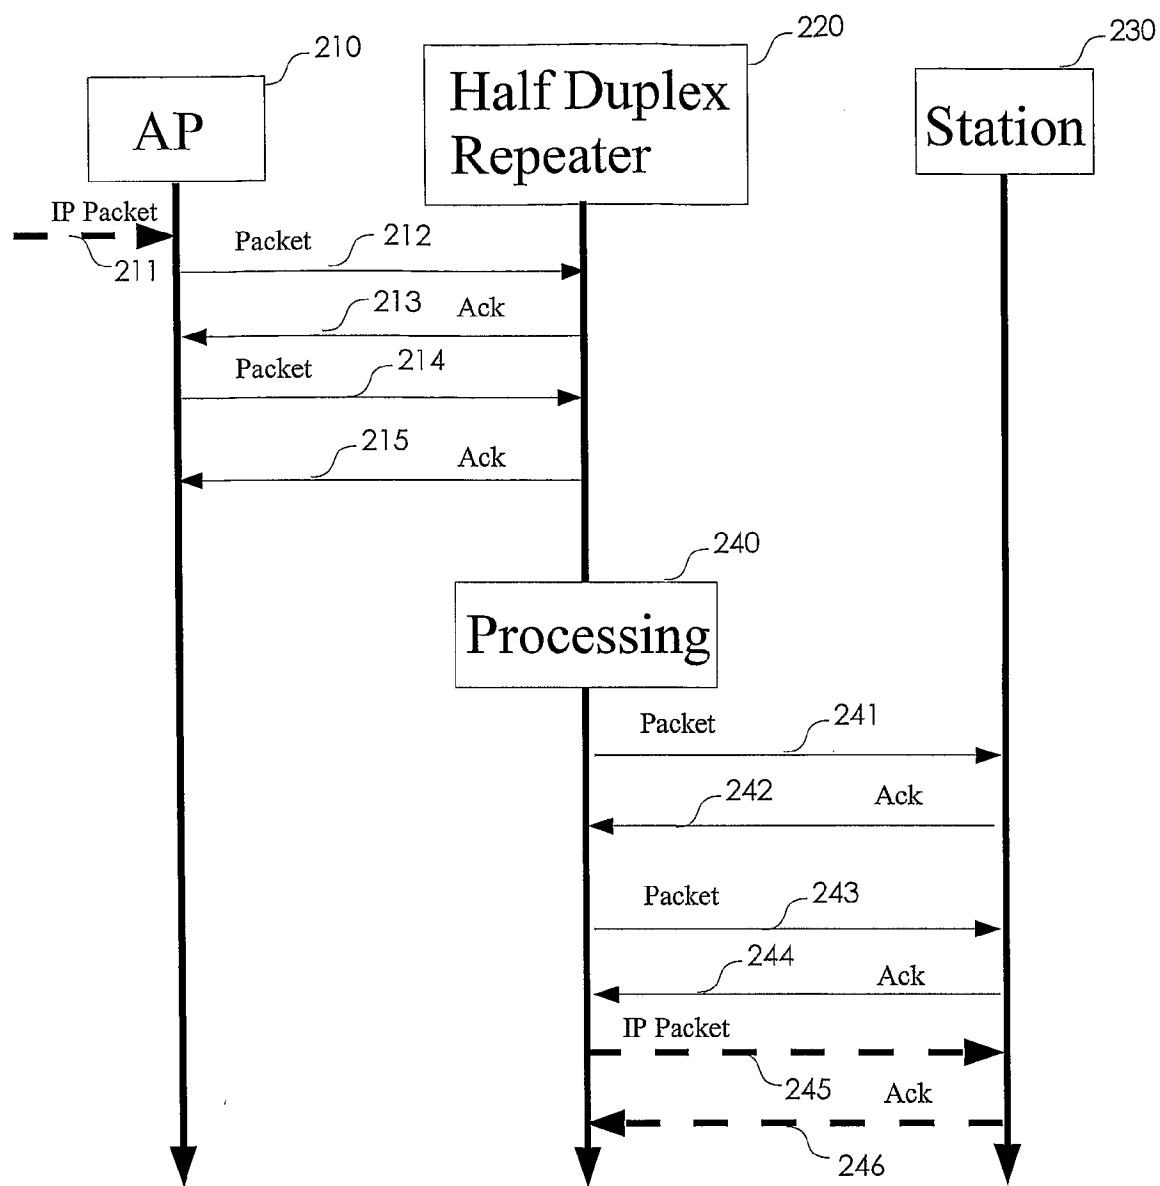 210
220
230
AP
Half Duplex
Repeater
Station
IP Packet
211
Packet
212
213
Ack
Packet
214
215
Ack
240
Processing
Packet
241
242
Ack
Packet
243
244
Ack
IP Packet
245
Ack
246